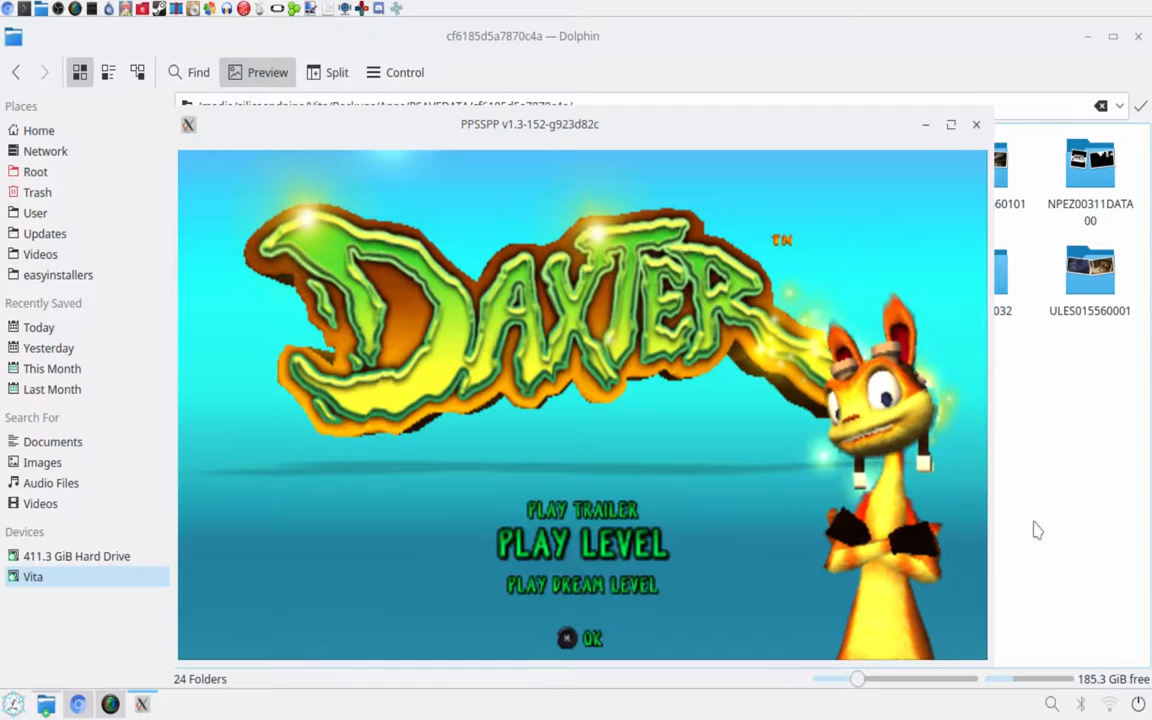 cf6185d5a7870c4a — Dolphin
Find
Preview
Split
Control
Places
Home
Network
Root
Trash
User
Updates
Videos
easyinstallers
Recently Saved
Today
Yesterday
This Month
Last Month
Search For
Documents
Images
Audio Files
Videos
Devices
411.3 GiB Hard Drive
Vita
PPSSPP v1.3-152-g923d82c
DAXTER
TM
PLAY TRAILER
PLAY LEVEL
PLAY DREAM LEVEL
OK
60101
NPEZ00311DATA
00
032
ULES015560001
24 Folders
185.3 GiB free